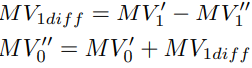 MV_{1diff} = MV_1' − MV_1''
MV_0'' = MV_0' + MV_{1diff}